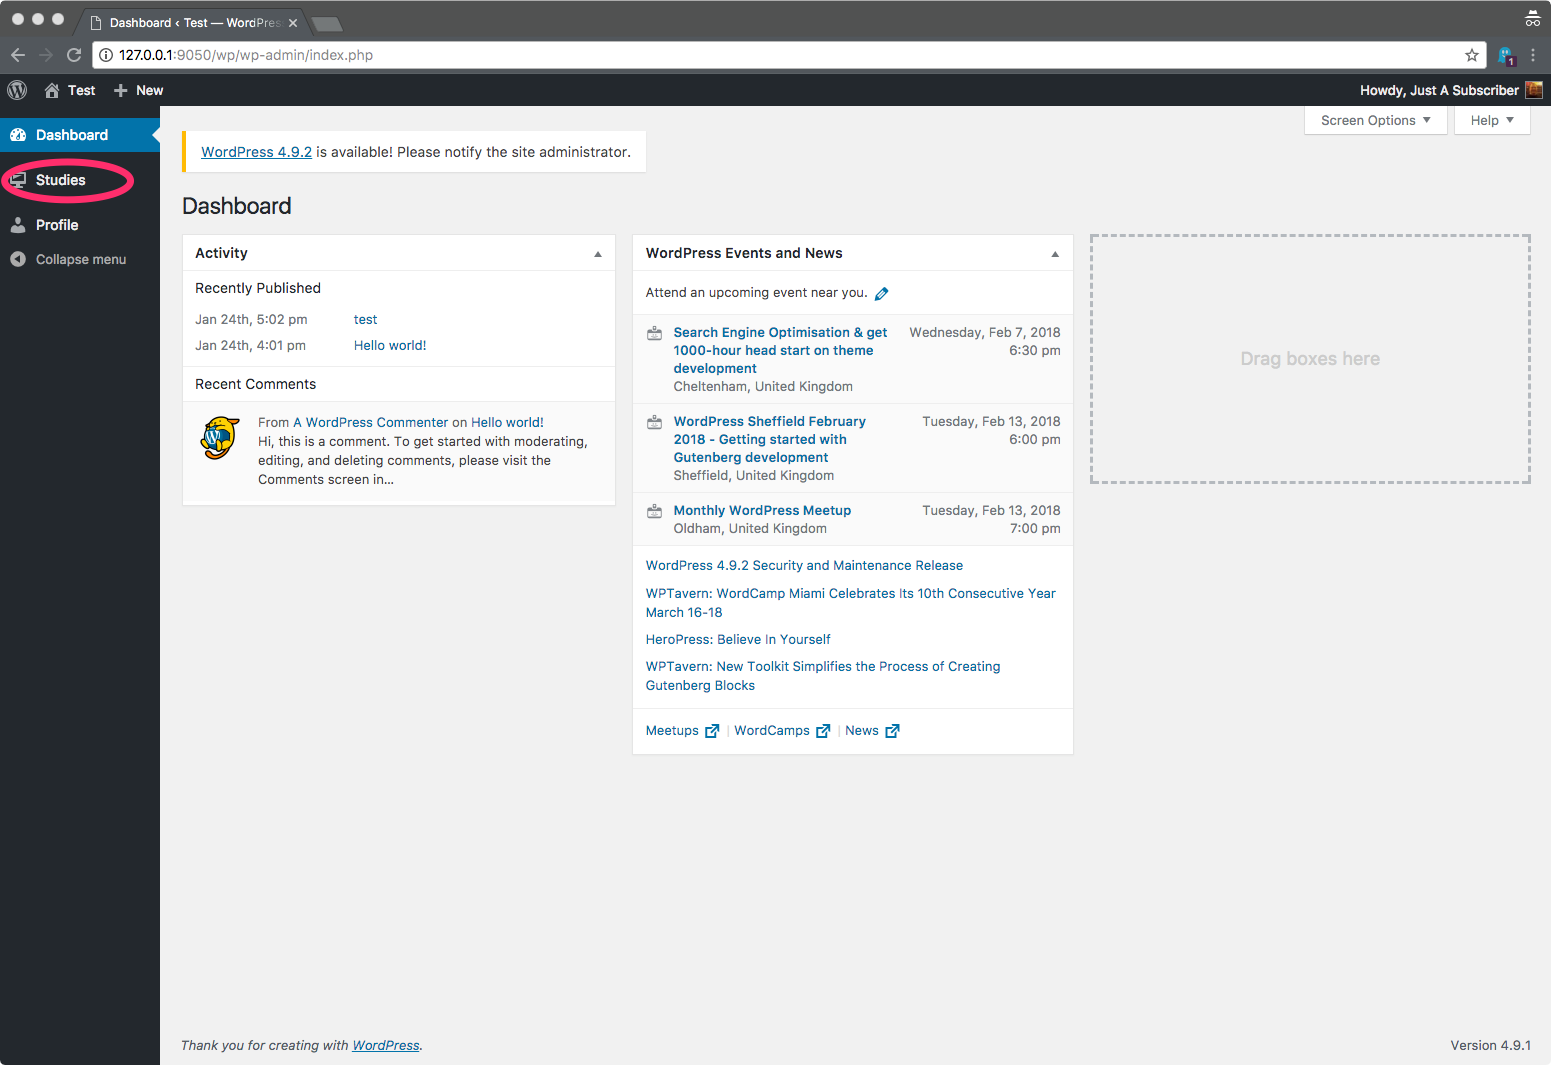 Dashboard ‹ Test — WordPres
127.0.0.1:9050/wp/wp-admin/index.php
1
Test
New
Howdy, Just A Subscriber
Dashboard
Studies
Profile
Collapse menu
Screen Options
Help
WordPress 4.9.2 is available! Please notify the site administrator.
Dashboard
Activity
Recently Published
Jan 24th, 5:02 pm test
Jan 24th, 4:01 pm Hello world!
Recent Comments
From A WordPress Commenter on Hello world!
Hi, this is a comment. To get started with moderating,
editing, and deleting comments, please visit the
Comments screen in...
WordPress Events and News
Attend an upcoming event near you.
Search Engine Optimisation & get
1000-hour head start on theme
development
Cheltenham, United Kingdom
Wednesday, Feb 7, 2018
6:30 pm
WordPress Sheffield February
2018 - Getting started with
Gutenberg development
Sheffield, United Kingdom
Tuesday, Feb 13, 2018
6:00 pm
Monthly WordPress Meetup
Oldham, United Kingdom
Tuesday, Feb 13, 2018
7:00 pm
WordPress 4.9.2 Security and Maintenance Release
WPTavern: WordCamp Miami Celebrates Its 10th Consecutive Year
March 16-18
HeroPress: Believe In Yourself
WPTavern: New Toolkit Simplifies the Process of Creating
Gutenberg Blocks
Meetups | WordCamps | News
Drag boxes here
Thank you for creating with WordPress.
Version 4.9.1